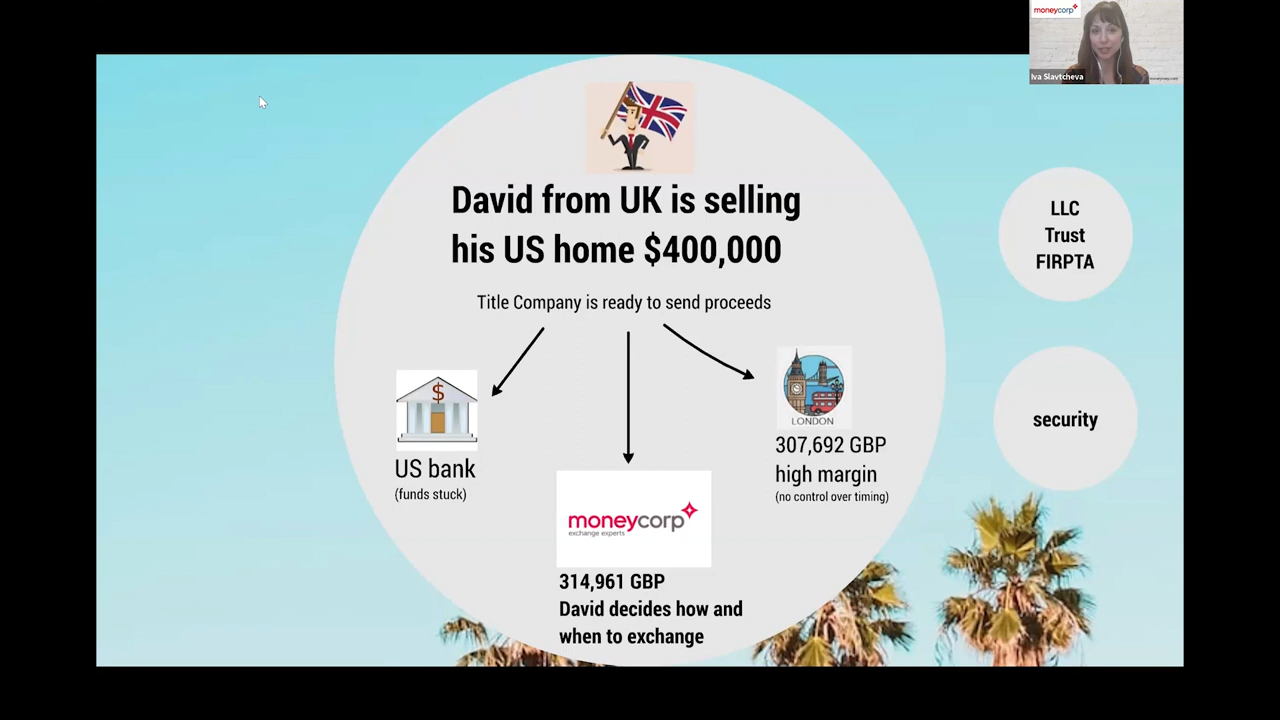 moneycorp
Iva Slavtcheva
David from UK is selling
his US home $400,000
Title Company is ready to send proceeds
$
US bank
(funds stuck)
moneycorp
exchange experts
314,961 GBP
David decides how and
when to exchange
LONDON
307,692 GBP
high margin
(no control over timing)
LLC
Trust
FIRPTA
security